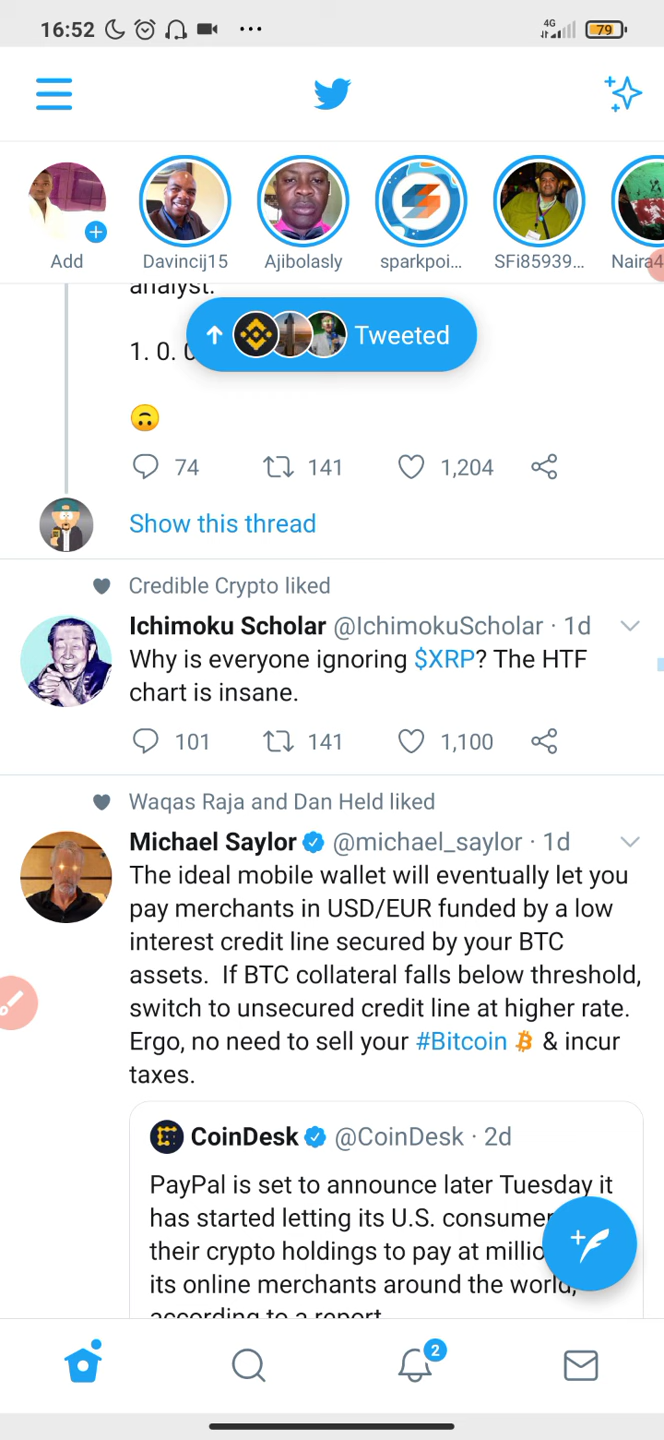 16:52
4G
79
Add
Davincij15
Ajibolasly
sparkpoi...
SFi85939...
Naira4
analyst.
Tweeted
1. 0. 0
🙃
74 141 1,204
Show this thread
Credible Crypto liked
Ichimoku Scholar @IchimokuScholar · 1d
Why is everyone ignoring $XRP? The HTF
chart is insane.
101 141 1,100
Waqas Raja and Dan Held liked
Michael Saylor @michael_saylor · 1d
The ideal mobile wallet will eventually let you
pay merchants in USD/EUR funded by a low
interest credit line secured by your BTC
assets. If BTC collateral falls below threshold,
switch to unsecured credit line at higher rate.
Ergo, no need to sell your #Bitcoin & incur
taxes.
CoinDesk @CoinDesk · 2d
PayPal is set to announce later Tuesday it
has started letting its U.S. consumer
their crypto holdings to pay at millio
its online merchants around the world,
according to a report
2